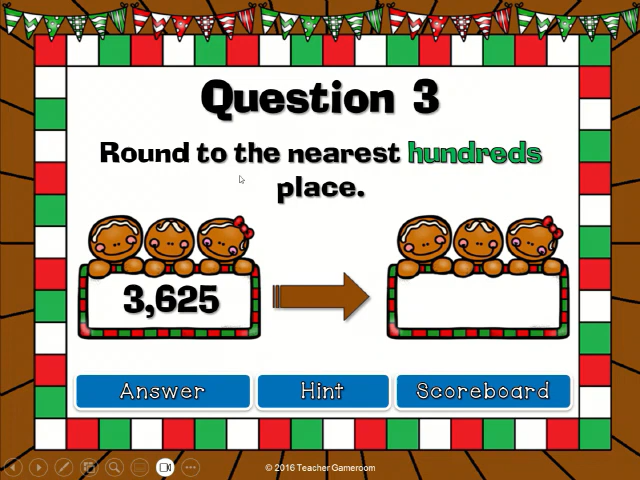 Question 3
Round to the nearest hundreds
place.
3,625
Answer Hint Scoreboard
© 2016 Teacher Gameroom